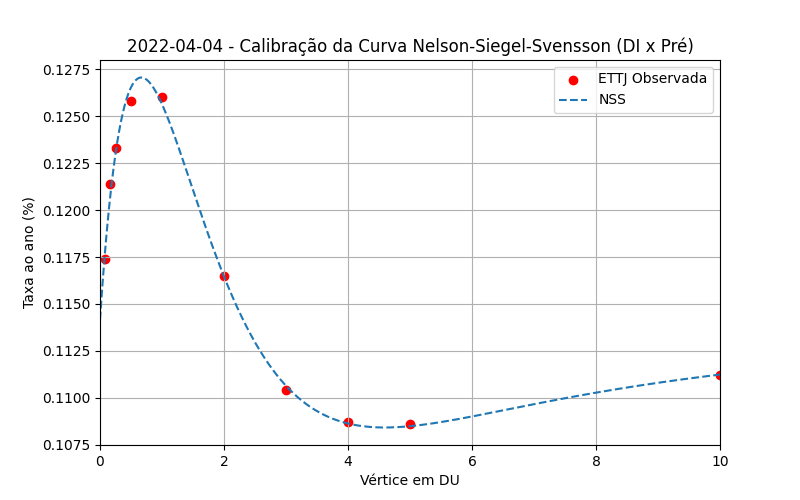 2022-04-04 - Calibração da Curva Nelson-Siegel-Svensson (DI x Pré)
ETTJ Observada
NSS
Taxa ao ano (%)
0.1275
0.1250
0.1225
0.1200
0.1175
0.1150
0.1125
0.1100
0.1075
0 2 4 6 8 10
Vértice em DU